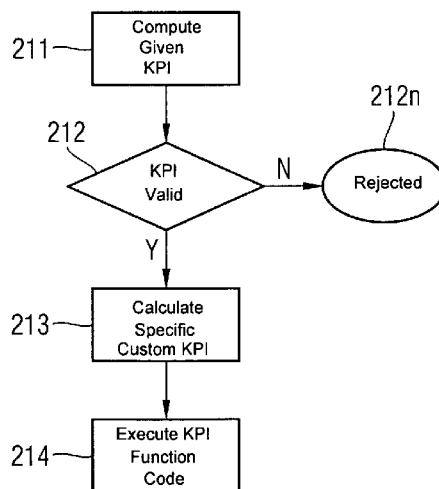 Compute
211
Given
KPI
212n
212
KPI
Valid
N
Rejected
Y
Calculate
213
Specific
Custom KPI
Execute KPI
214
Function
Code